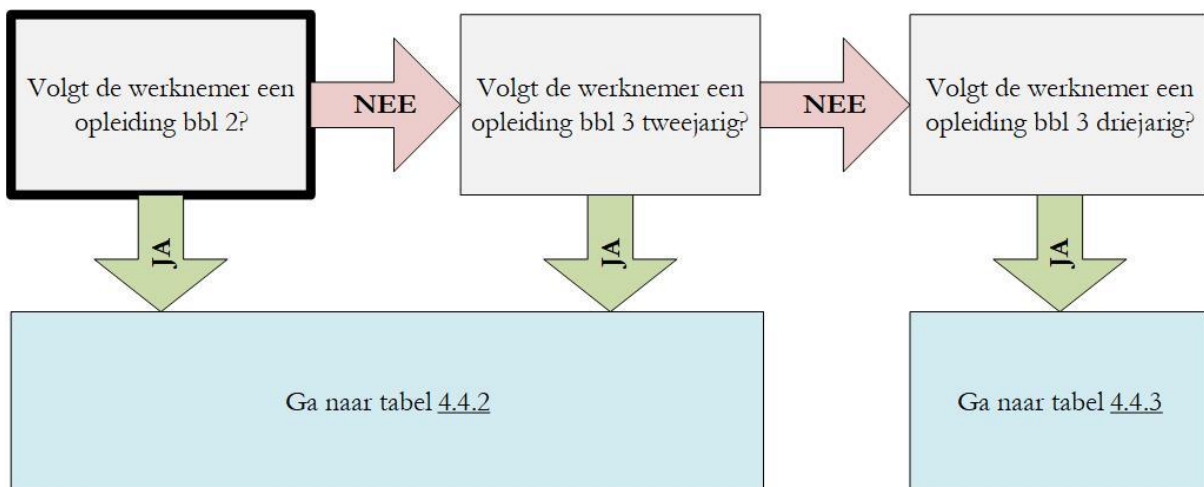 Volgt de werknemer een
opleiding bbl 2?
NEE
Volgt de werknemer een
opleiding bbl 3 tweejarig?
NEE
Volgt de werknemer een
opleiding bbl 3 driejarig?
JA
JA
JA
Ga naar tabel 4.4.2
Ga naar tabel 4.4.3